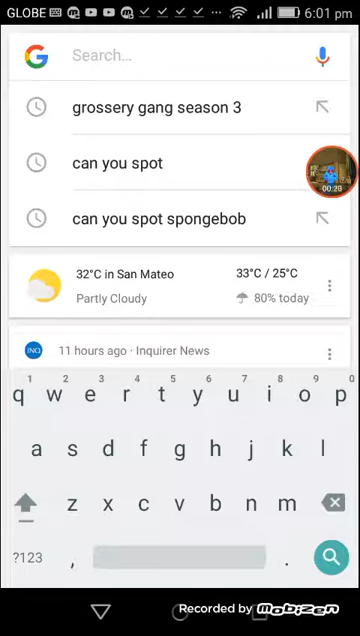 GLOBE 6:01 pm
Search...
grossery gang season 3
can you spot
00:29
can you spot spongebob
32°C in San Mateo 33°C / 25°C
Partly Cloudy 80% today
INQ 11 hours ago · Inquirer News
1 2 3 4 5 6 7 8 9 0
q w e r t y u i o p
a s d f g h j k l
z x c v b n m
?123 , .
Recorded by Mobizen